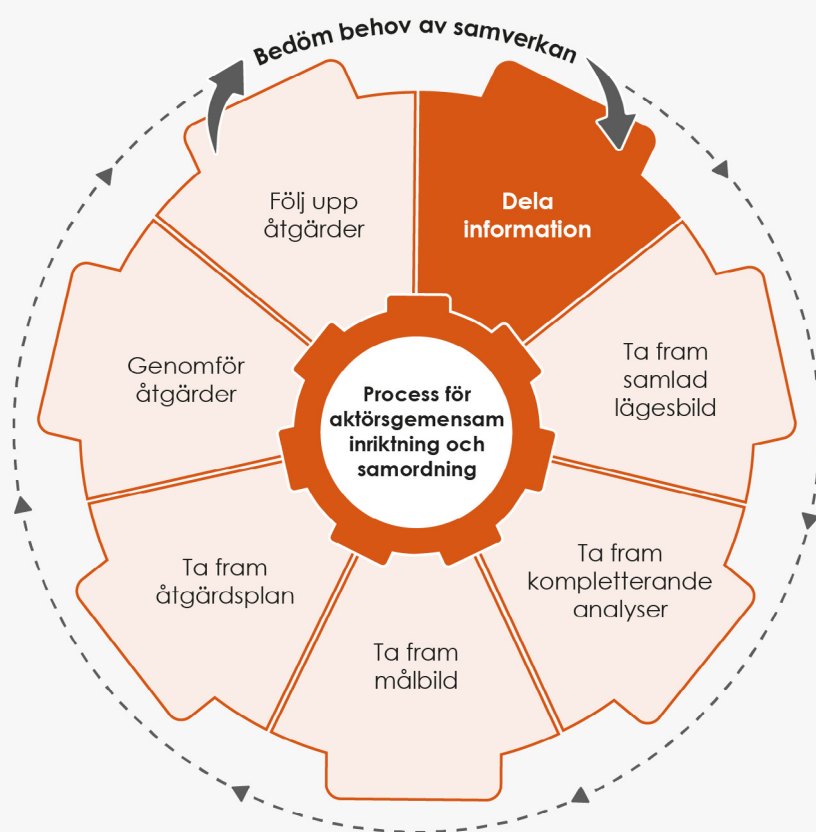 Bedöm behov av samverkan
Dela
information
Ta fram
samlad
lägesbild
Ta fram
kompletterande
analyser
Ta fram
målbild
Ta fram
åtgärdsplan
Genomför
åtgärder
Följ upp
åtgärder
Process för
aktörsgemensam
inriktning och
samordning